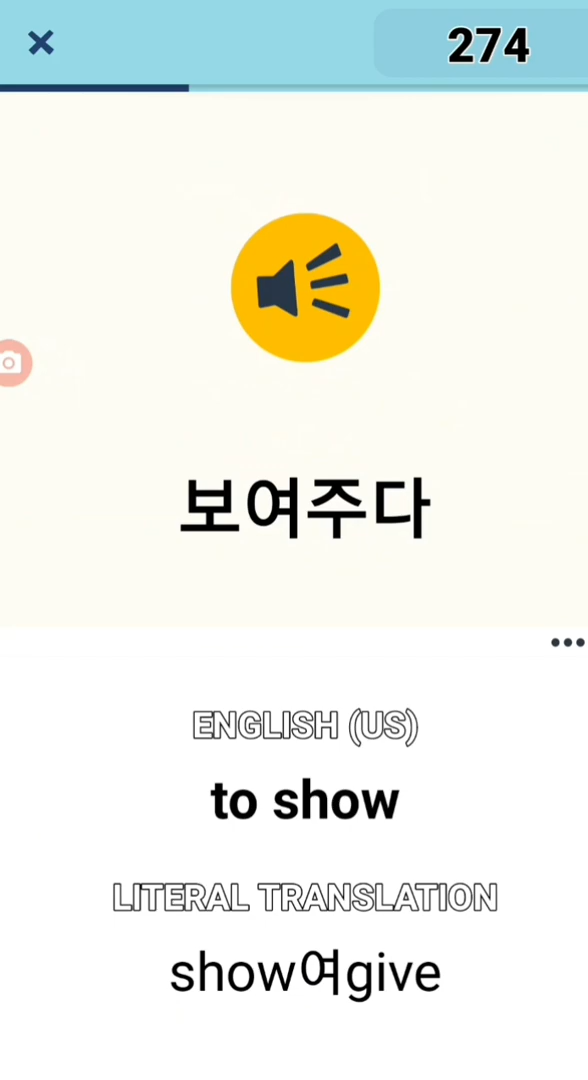 274
보여주다
ENGLISH (US)
to show
LITERAL TRANSLATION
show여give